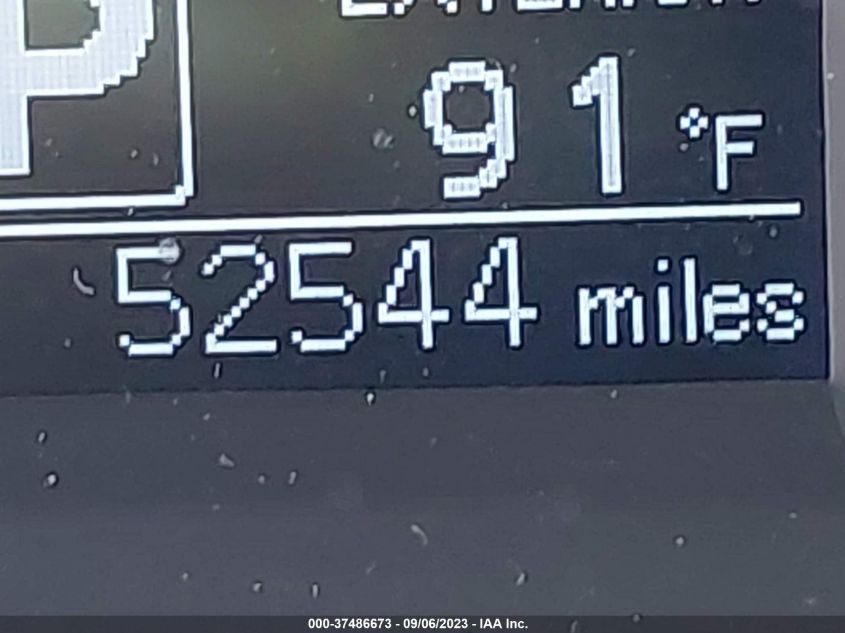 P
91 °F
52544 miles
000-37486673 - 09/06/2023 - IAA Inc.